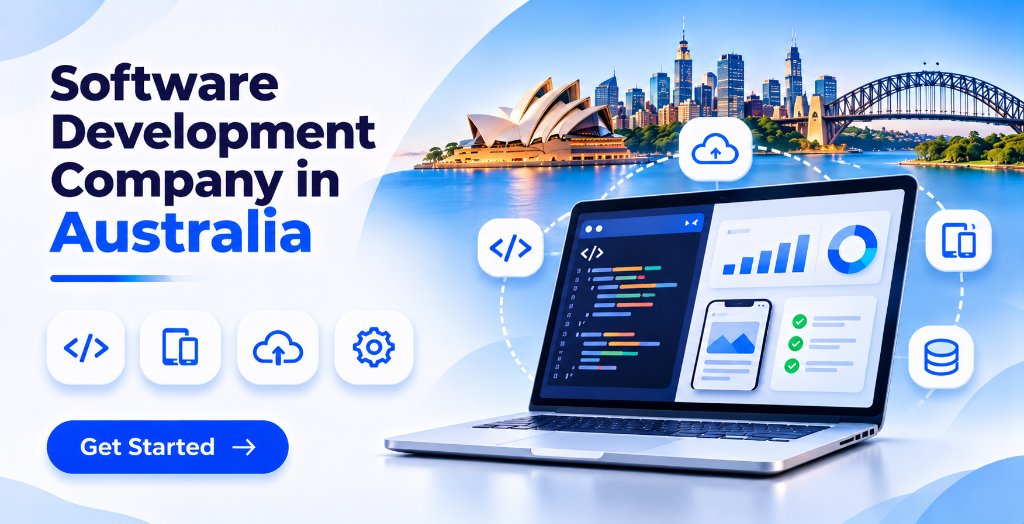 Software
Development
Company in
Australia
</>
</>
</>
Get Started →